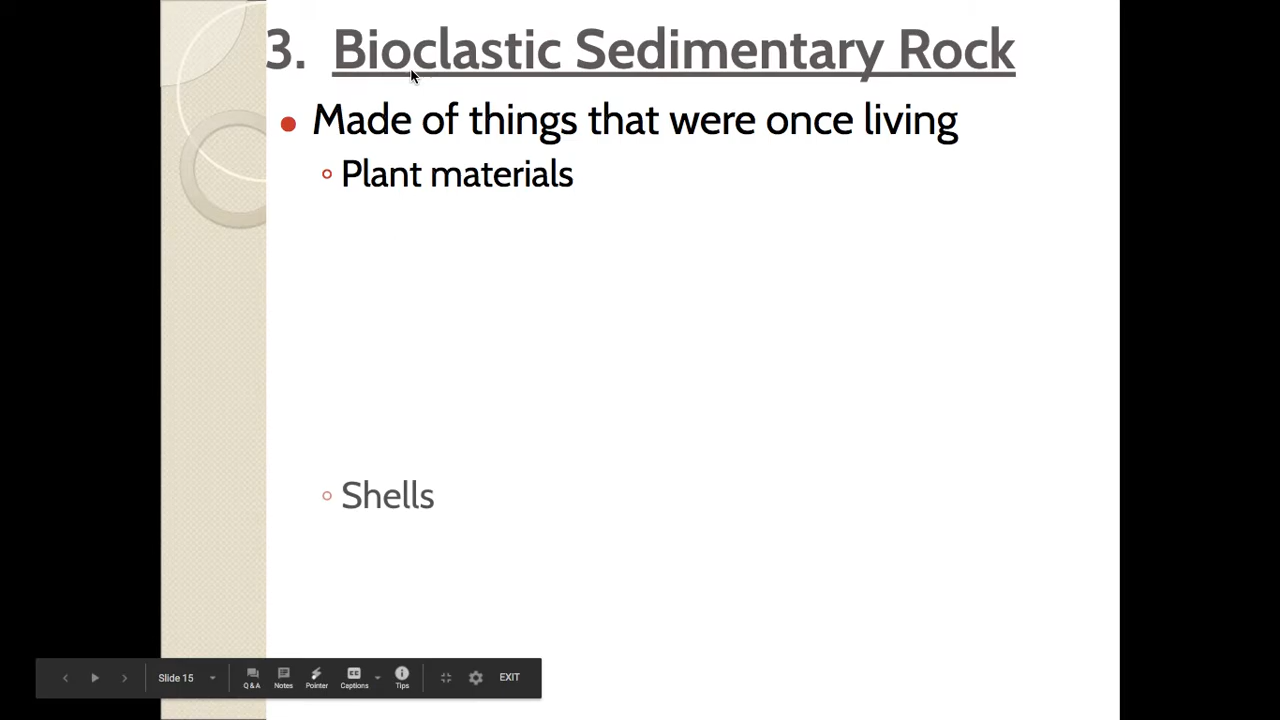 3. Bioclastic Sedimentary Rock
Made of things that were once living
Plant materials
Shells
Slide 15
Q & A Notes Pointer CC Captions Tips EXIT